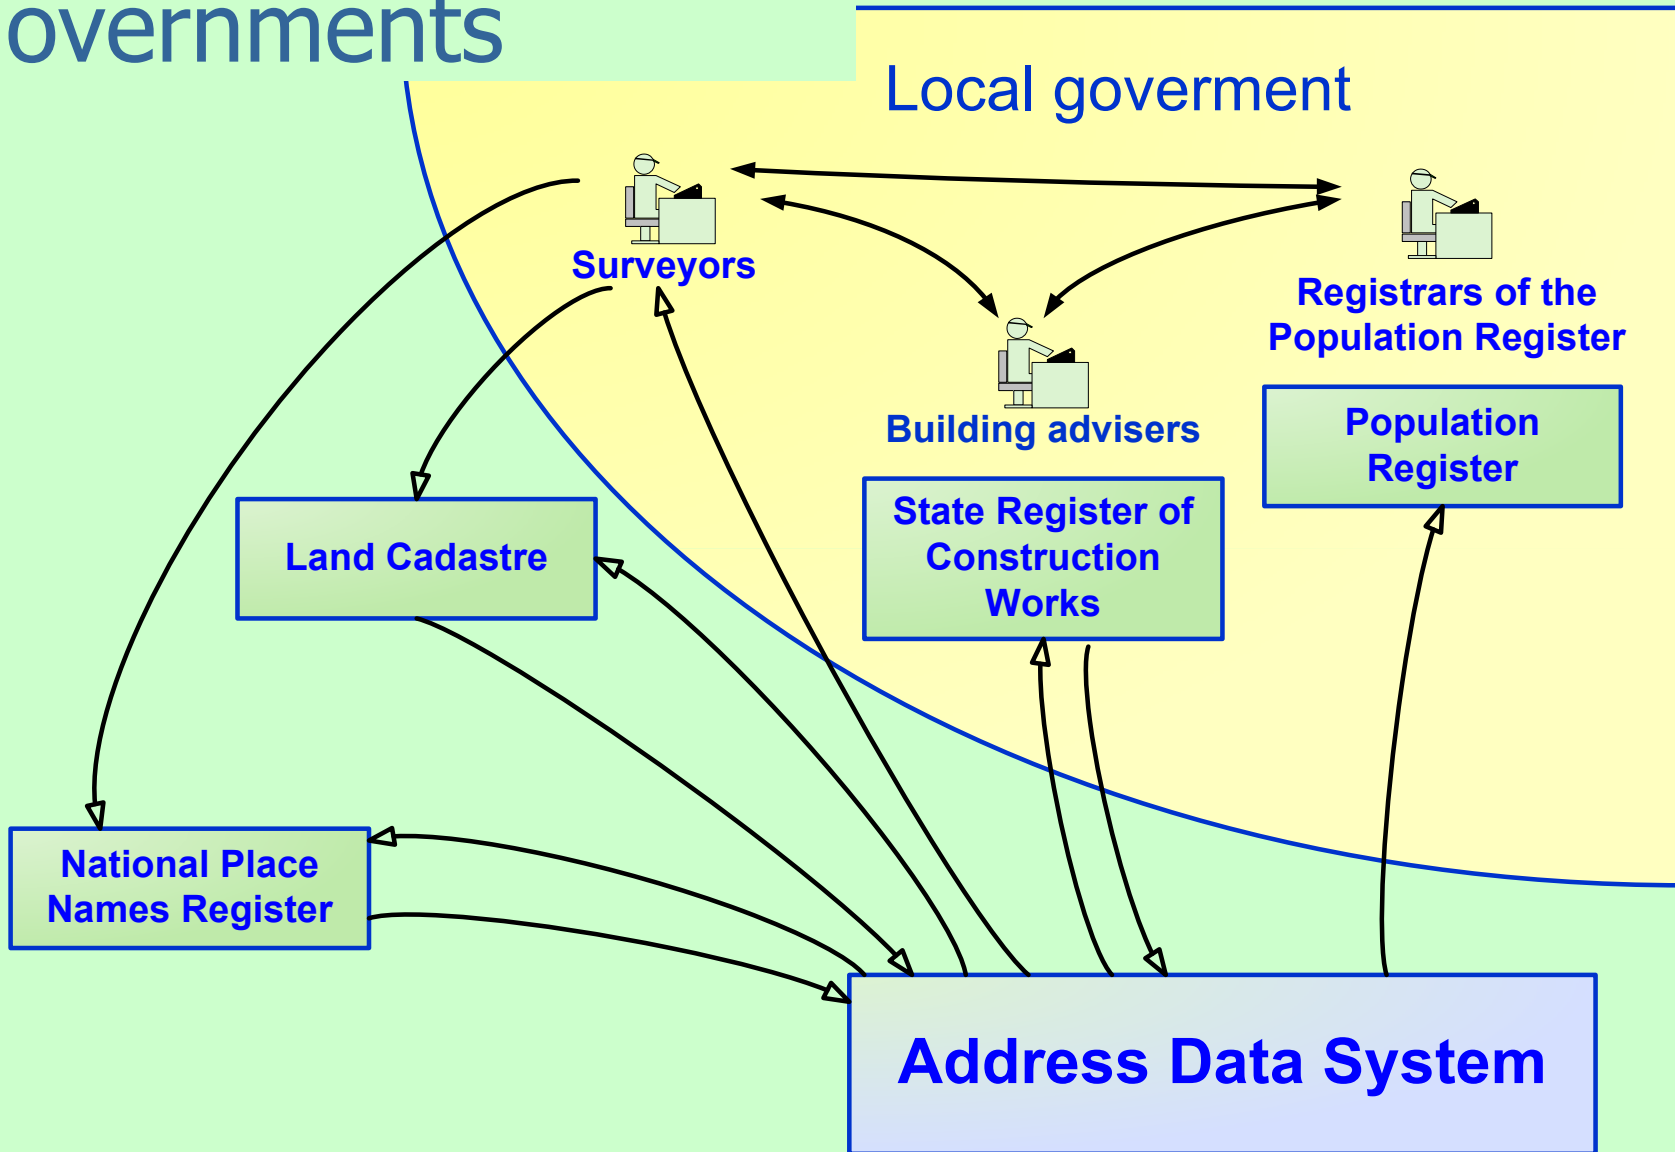 overnments
Local goverment
Surveyors
Registrars of the
Population Register
Building advisers
Population
Register
State Register of
Construction
Works
Land Cadastre
National Place
Names Register
Address Data System